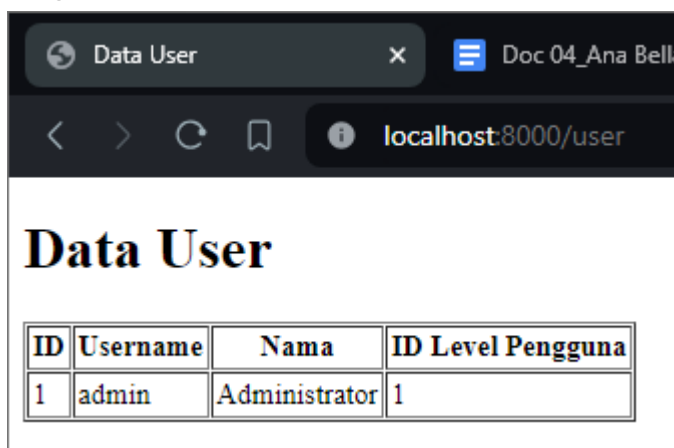 Data User
Doc 04_Ana Bell
localhost:8000/user
Data User
ID Username Nama ID Level Pengguna
1 admin Administrator 1